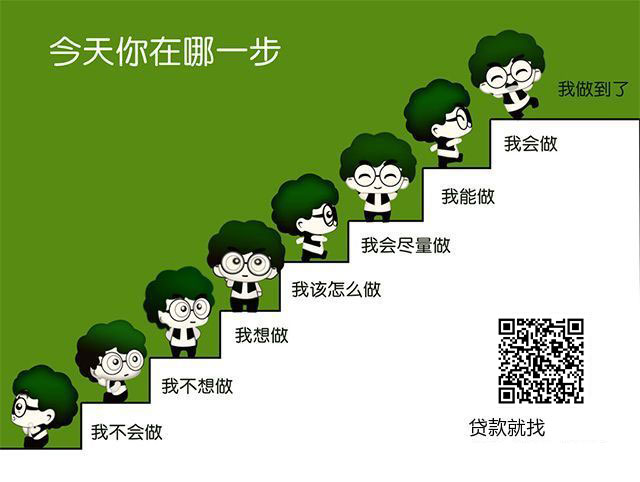 今天你在哪一步
我做到了
我会做
我能做
我会尽量做
我该怎么做
我想做
我不想做
我不会做
贷款就找